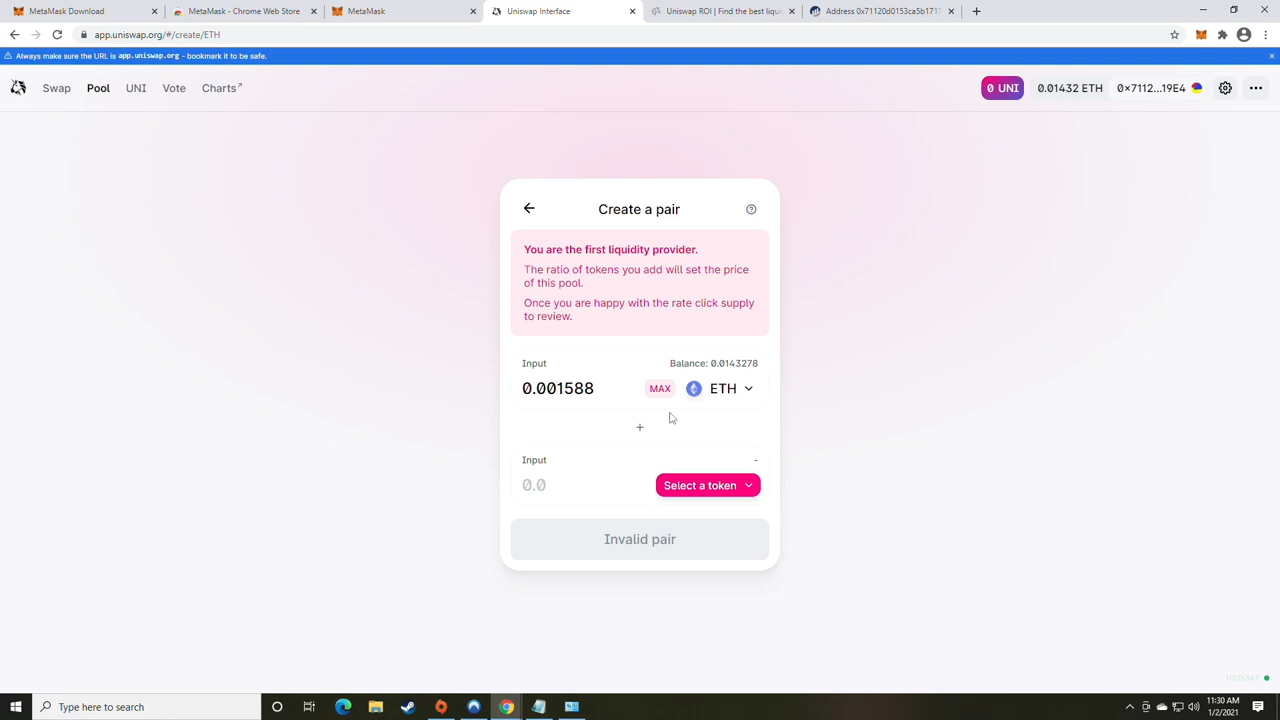 MetaMask Download
MetaMask - Chrome Web Store
MetaMask
Uniswap Interface
Uniswap ROI | Find the best liqui
Address 0x71120d0153ca5b1717
app.uniswap.org/#/create/ETH
Always make sure the URL is app.uniswap.org - bookmark it to be safe.
Swap
Pool
UNI
Vote
Charts↗
0 UNI
0.01432 ETH
0x7112...19E4
Create a pair
You are the first liquidity provider.
The ratio of tokens you add will set the price
of this pool.
Once you are happy with the rate click supply
to review.
Input
Balance: 0.0143278
0.001588
MAX
ETH
+
Input
-
0.0
Select a token
Invalid pair
Type here to search
11:30 AM
1/2/2021